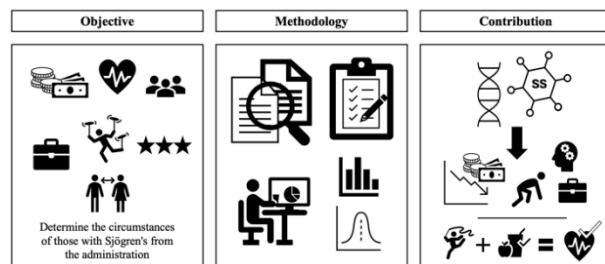 Objective
Methodology
Contribution
SS
Determine the circumstances
of those with Sjögren's from
the administration